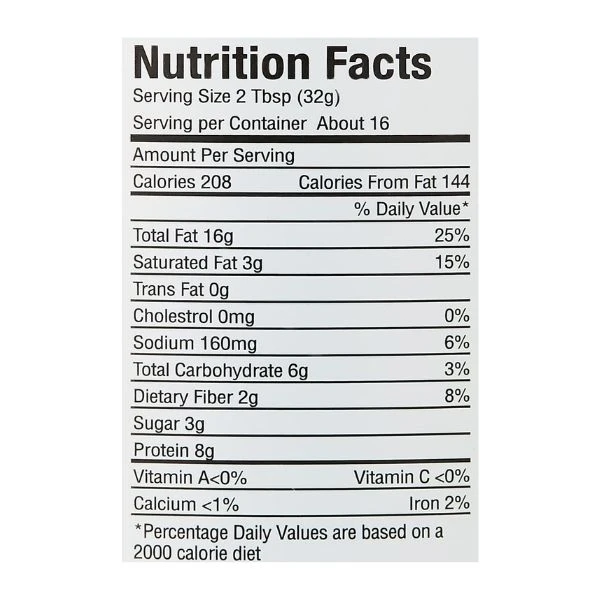 Nutrition Facts
Serving Size 2 Tbsp (32g)
Serving per Container About 16
Amount Per Serving
Calories 208 Calories From Fat 144
% Daily Value*
Total Fat 16g 25%
Saturated Fat 3g 15%
Trans Fat 0g
Cholestrol 0mg 0%
Sodium 160mg 6%
Total Carbohydrate 6g 3%
Dietary Fiber 2g 8%
Sugar 3g
Protein 8g
Vitamin A<0% Vitamin C <0%
Calcium <1% Iron 2%
*Percentage Daily Values are based on a
2000 calorie diet